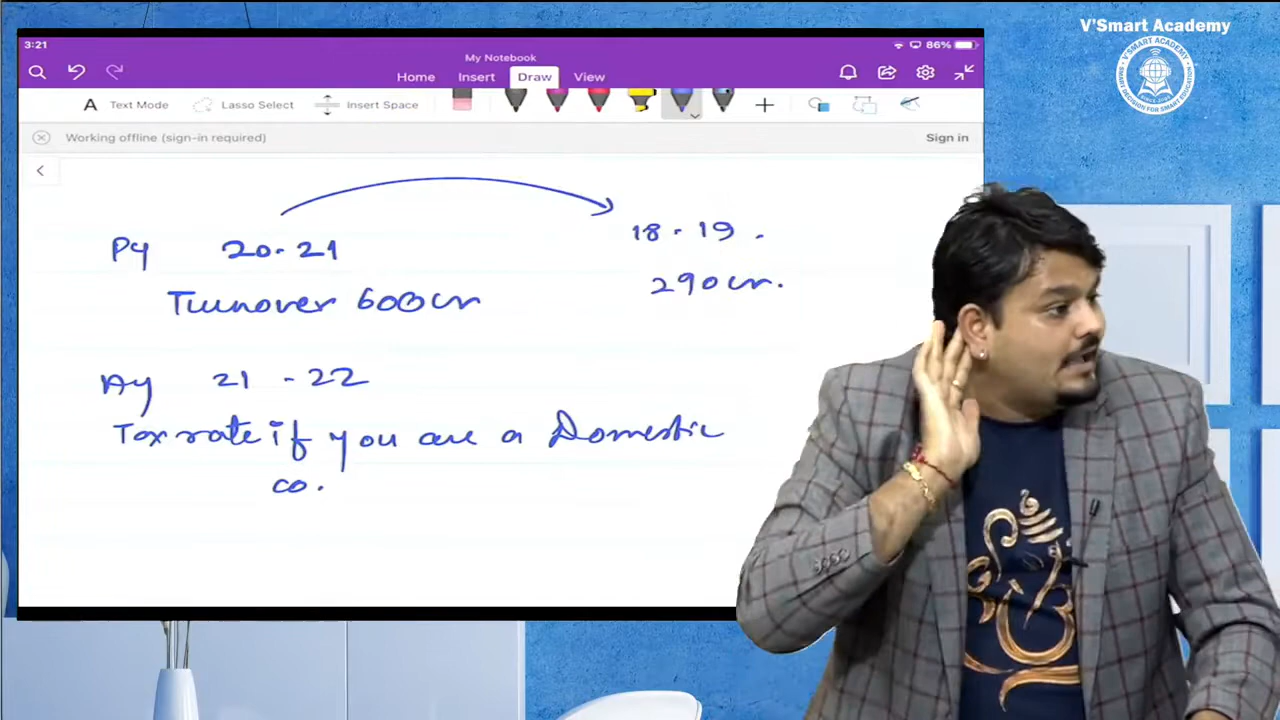 V'Smart Academy
3:21
86%
My Notebook
Home Insert Draw View
A Text Mode Lasso Select Insert Space
Working offline (sign-in required) Sign in
Py 20-21 18-19.
Turnover 600cr 290cr.
Ay 21-22
Tax rate if you are a Domestic
co.